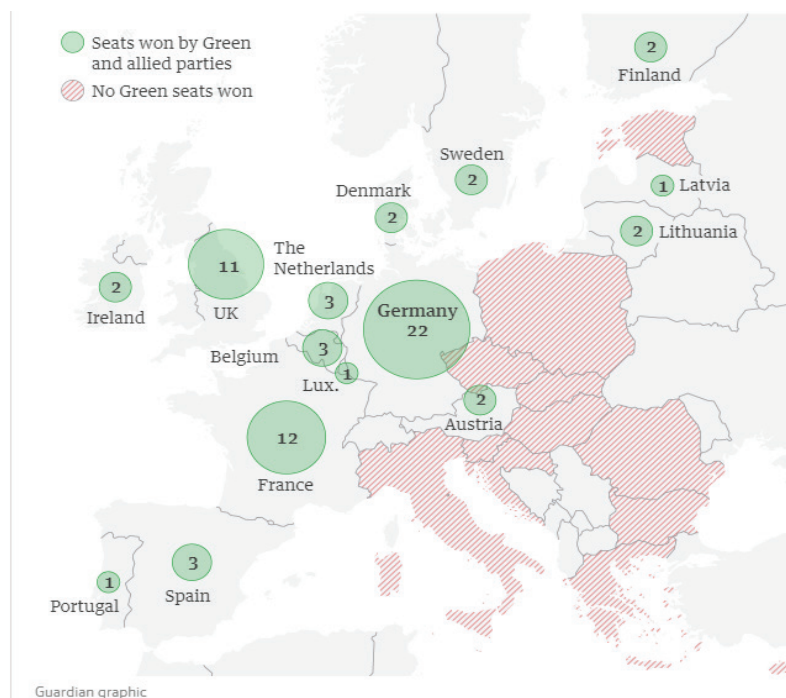 Seats won by Green
and allied parties
No Green seats won
2
Finland
Sweden
2
1 Latvia
Denmark
2
2 Lithuania
11
UK
The
Netherlands
3
2
Ireland
Germany
22
Belgium
3
Lux.
1
2
Austria
12
France
3
Spain
1
Portugal
Guardian graphic